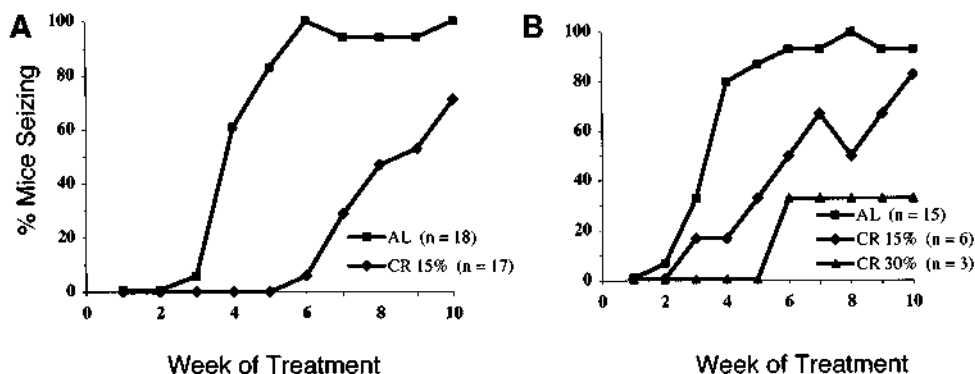 A
% Mice Seizing
100
80
60
40
20
0
AL (n = 18)
CR 15% (n = 17)
0 2 4 6 8 10
Week of Treatment
B
100
80
60
40
20
0
AL (n = 15)
CR 15% (n = 6)
CR 30% (n = 3)
0 2 4 6 8 10
Week of Treatment